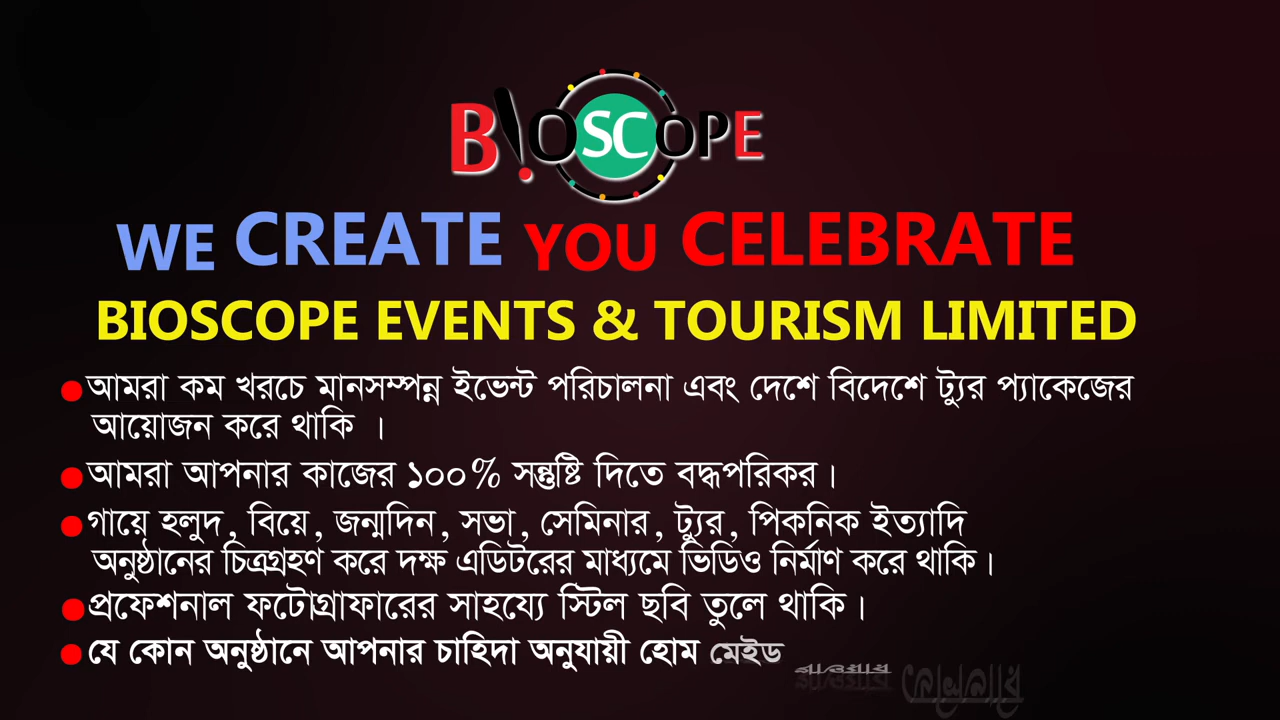 BIOSCOPE
WE CREATE YOU CELEBRATE
BIOSCOPE EVENTS & TOURISM LIMITED
আমরা কম খরচে মানসম্পন্ন ইভেন্ট পরিচালনা এবং দেশে বিদেশে ট্যুর প্যাকেজের
আয়োজন করে থাকি ।
আমরা আপনার কাজের ১০০% সন্তুষ্টি দিতে বদ্ধপরিকর।
গায়ে হলুদ, বিয়ে, জন্মদিন, সভা, সেমিনার, ট্যুর, পিকনিক ইত্যাদি
অনুষ্ঠানের চিত্রগ্রহণ করে দক্ষ এডিটরের মাধ্যমে ভিডিও নির্মাণ করে থাকি।
প্রফেশনাল ফটোগ্রাফারের সাহয্যে স্টিল ছবি তুলে থাকি।
যে কোন অনুষ্ঠানে আপনার চাহিদা অনুযায়ী হোম মেইড